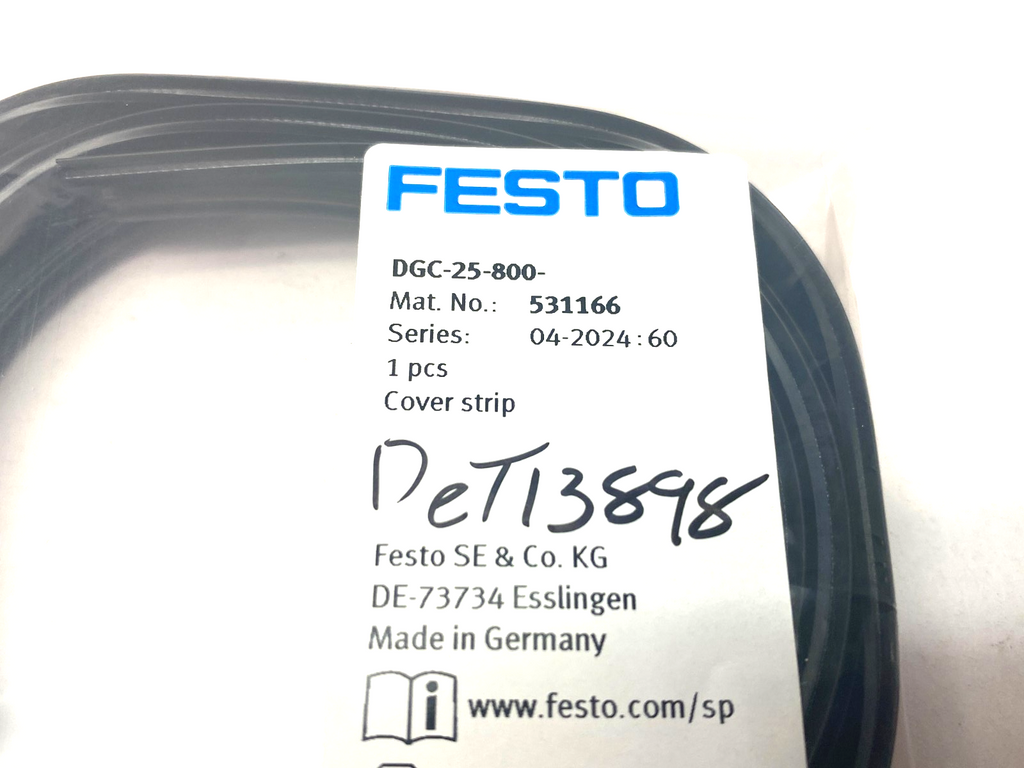 FESTO
DGC-25-800-
Mat. No.: 531166
Series: 04-2024:60
1 pcs
Cover strip
DeT13898
Festo SE & Co. KG
DE-73734 Esslingen
Made in Germany
i www.festo.com/sp